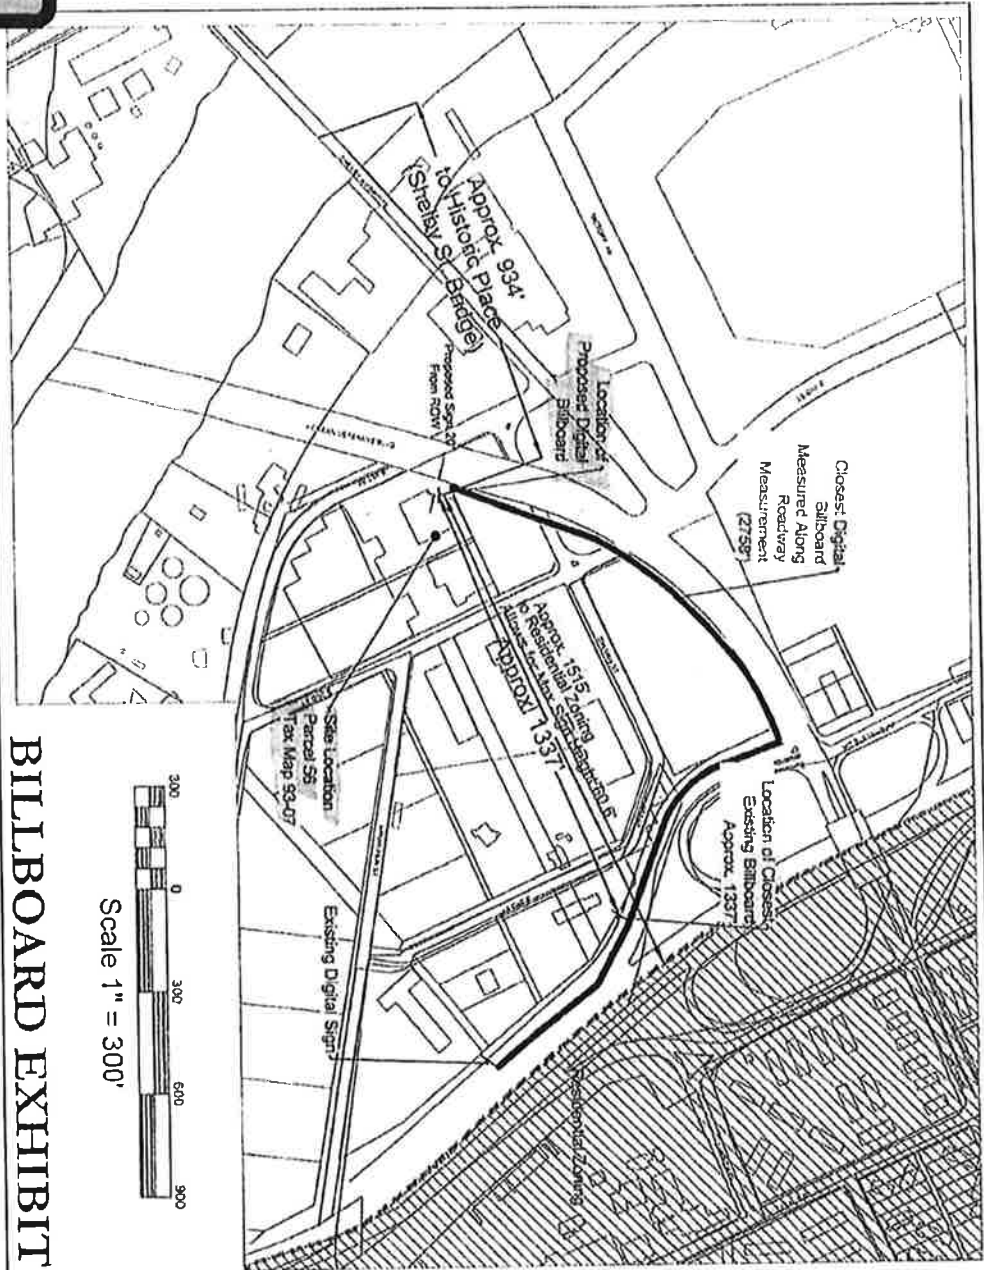 Approx. 934'
to Historic Place
(Shelby St. Bridge)
Location of
Proposed Digital
Billboard
Proposed Sign 20'
From ROW
Closest Digital
Billboard
Measured Along
Roadway
Measurement
(2758')
Approx. 1515'
to Residential Zoning
Allows for Max. Sign Height
Approx. 1337'
Location of Closest
Existing Billboard
Approx. 1337'
Site Location
Parcel 56
Tax Map 93-07
Existing Digital Sign
Residential Zoning
300
0
300
600
900
Scale 1" = 300'
BILLBOARD EXHIBIT